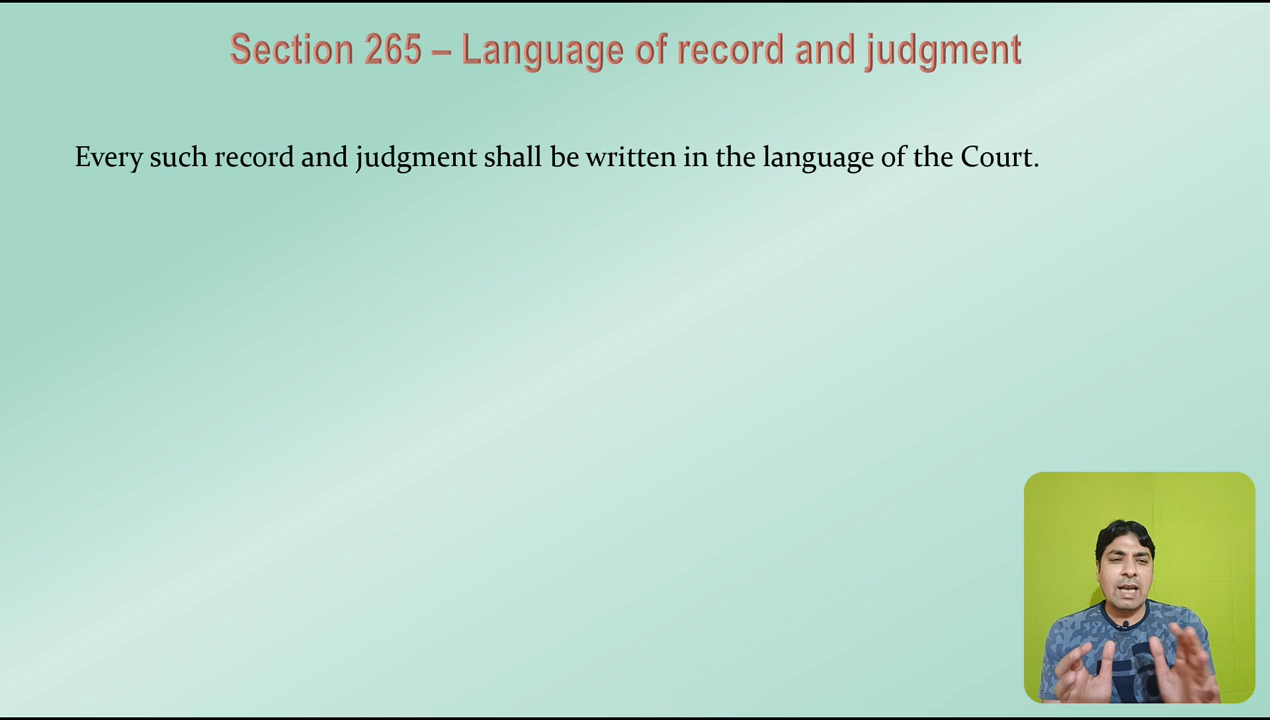 Section 265 – Language of record and judgment
Every such record and judgment shall be written in the language of the Court.